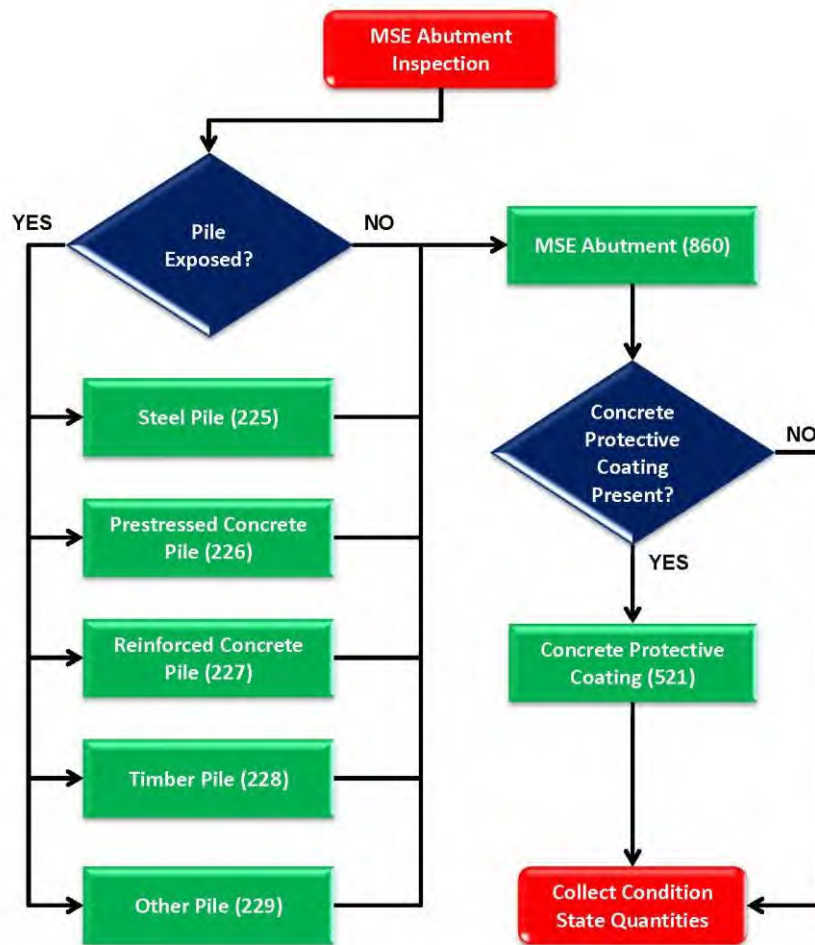 MSE Abutment
Inspection
YES
Pile
Exposed?
NO
MSE Abutment (860)
Steel Pile (225)
Concrete
Protective
Coating
Present?
NO
Prestressed Concrete
Pile (226)
YES
Reinforced Concrete
Pile (227)
Concrete Protective
Coating (521)
Timber Pile (228)
Other Pile (229)
Collect Condition
State Quantities